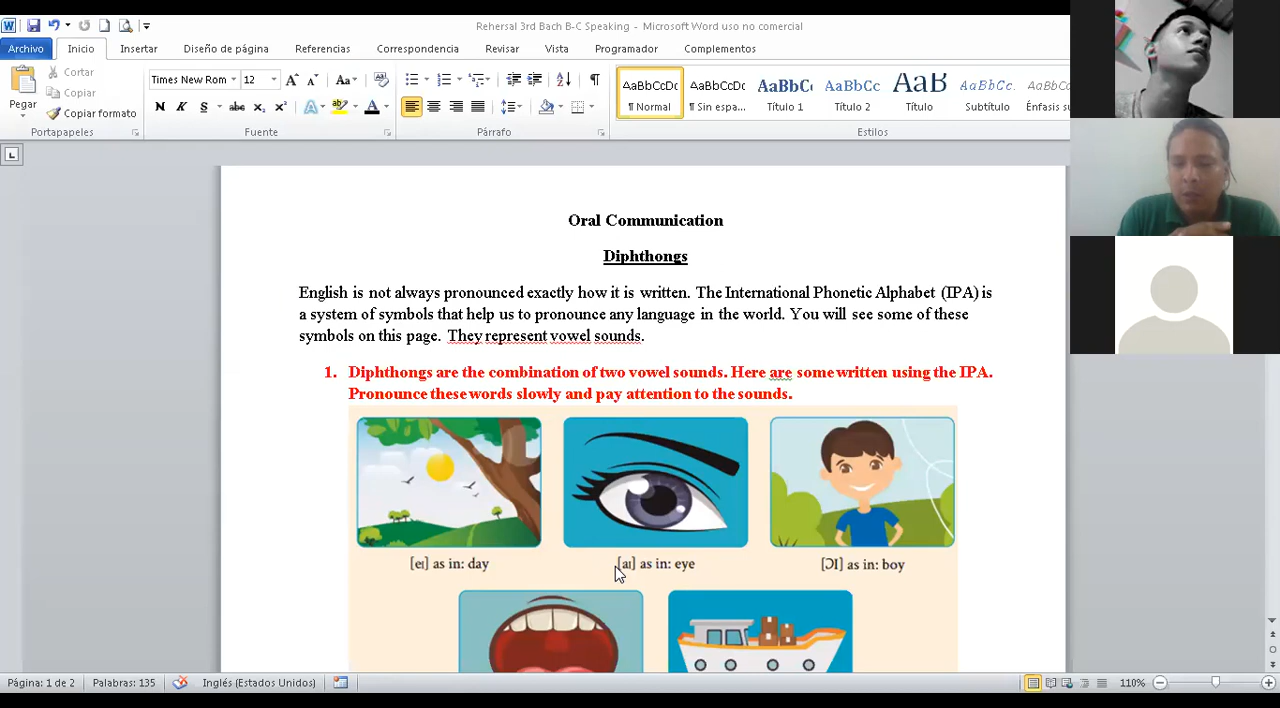 Rehersal 3rd Bach B-C Speaking - Microsoft Word uso no comercial
Archivo Inicio Insertar Diseño de página Referencias Correspondencia Revisar Vista Programador Complementos
Pegar
Cortar
Copiar
Copiar formato
Portapapeles
Times New Rom 12
Fuente
Párrafo
AaBbCcDc AaBbCcDc AaBbC AaBbCc AaB AaBbCc. AaBbCc
¶ Normal ¶ Sin espa... Título 1 Título 2 Título Subtítulo Énfasis su
Estilos
Oral Communication
Diphthongs
English is not always pronounced exactly how it is written. The International Phonetic Alphabet (IPA) is
a system of symbols that help us to pronounce any language in the world. You will see some of these
symbols on this page. They represent vowel sounds.
1. Diphthongs are the combination of two vowel sounds. Here are some written using the IPA.
Pronounce these words slowly and pay attention to the sounds.
[eɪ] as in: day [aɪ] as in: eye [ƆI] as in: boy
Página: 1 de 2 Palabras: 135 Inglés (Estados Unidos) 110%